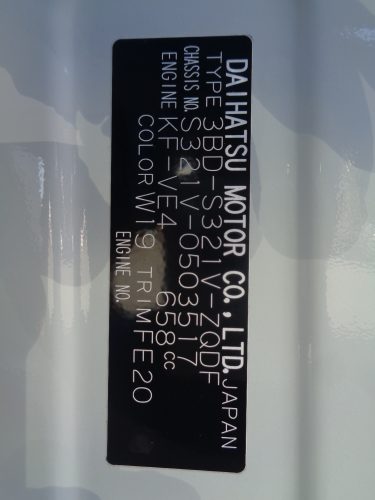 DAIHATSU MOTOR CO., LTD. JAPAN
TYPE 3BD-S321V-ZQDF
CHASSIS NO. S321V-0503517
ENGINE KF-VE4 658cc
COLOR W19 TRIM FE20
ENGINE NO.